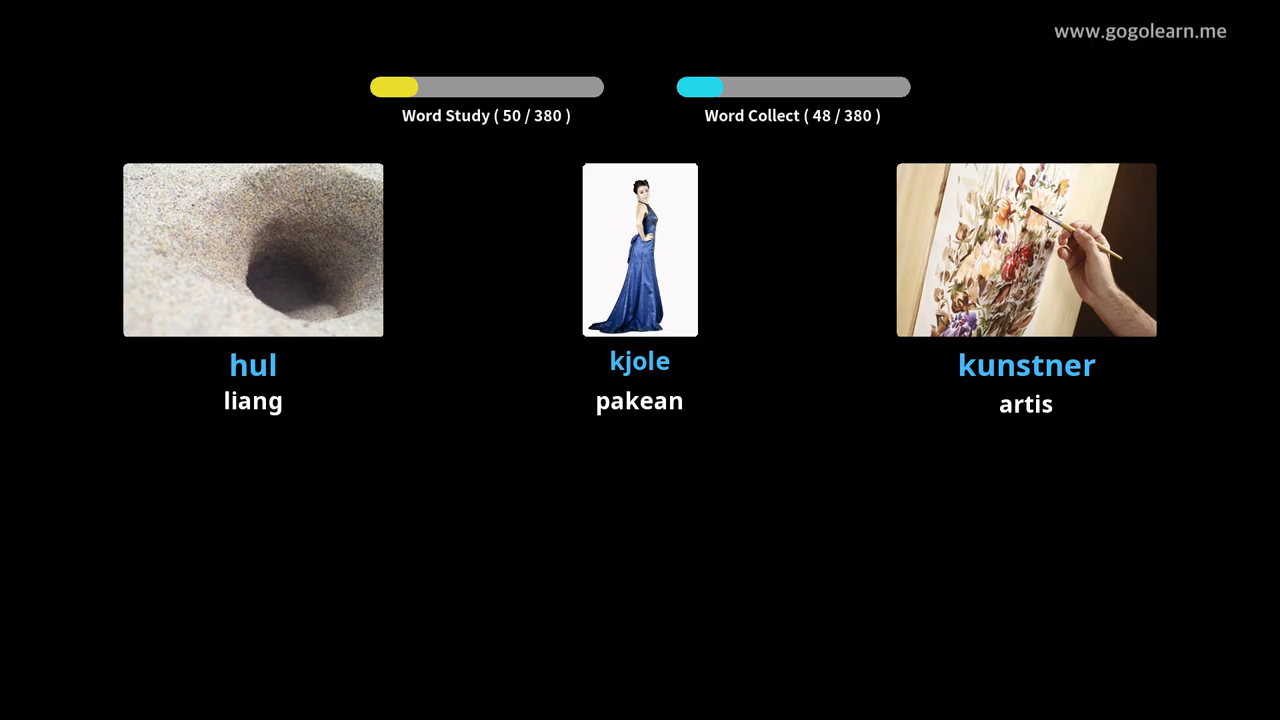 www.gogolearn.me
Word Study ( 50 / 380 )
Word Collect ( 48 / 380 )
hul
liang
kjole
pakean
kunstner
artis